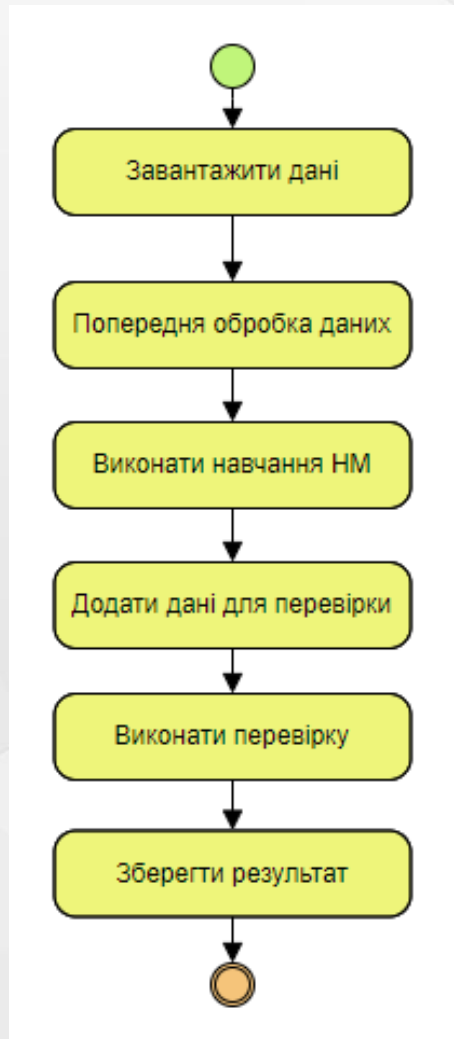 Завантажити дані
Попередня обробка даних
Виконати навчання НМ
Додати дані для перевірки
Виконати перевірку
Зберегти результат